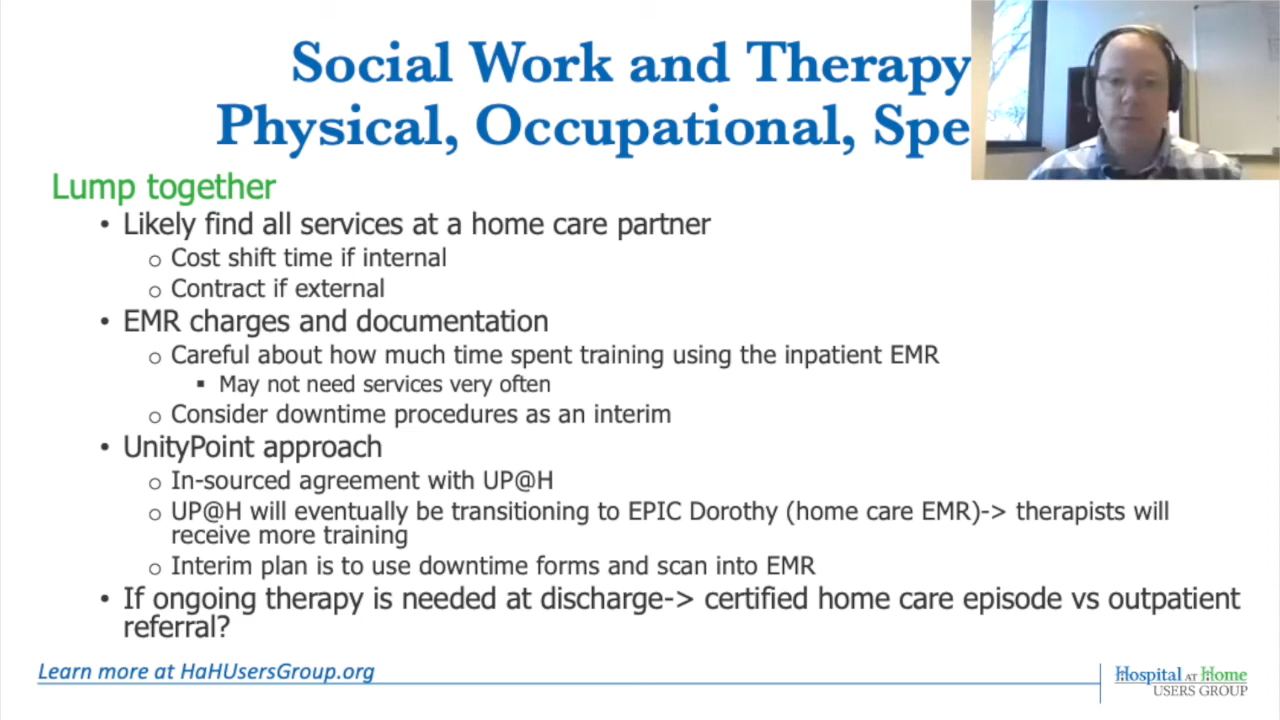 Social Work and Therapy
Physical, Occupational, Spe
Lump together
• Likely find all services at a home care partner
o Cost shift time if internal
o Contract if external
• EMR charges and documentation
o Careful about how much time spent training using the inpatient EMR
▪ May not need services very often
o Consider downtime procedures as an interim
• UnityPoint approach
o In-sourced agreement with UP@H
o UP@H will eventually be transitioning to EPIC Dorothy (home care EMR)-> therapists will
receive more training
o Interim plan is to use downtime forms and scan into EMR
• If ongoing therapy is needed at discharge-> certified home care episode vs outpatient
referral?
Learn more at HaHUsersGroup.org
Hospital AT Home
USERS GROUP